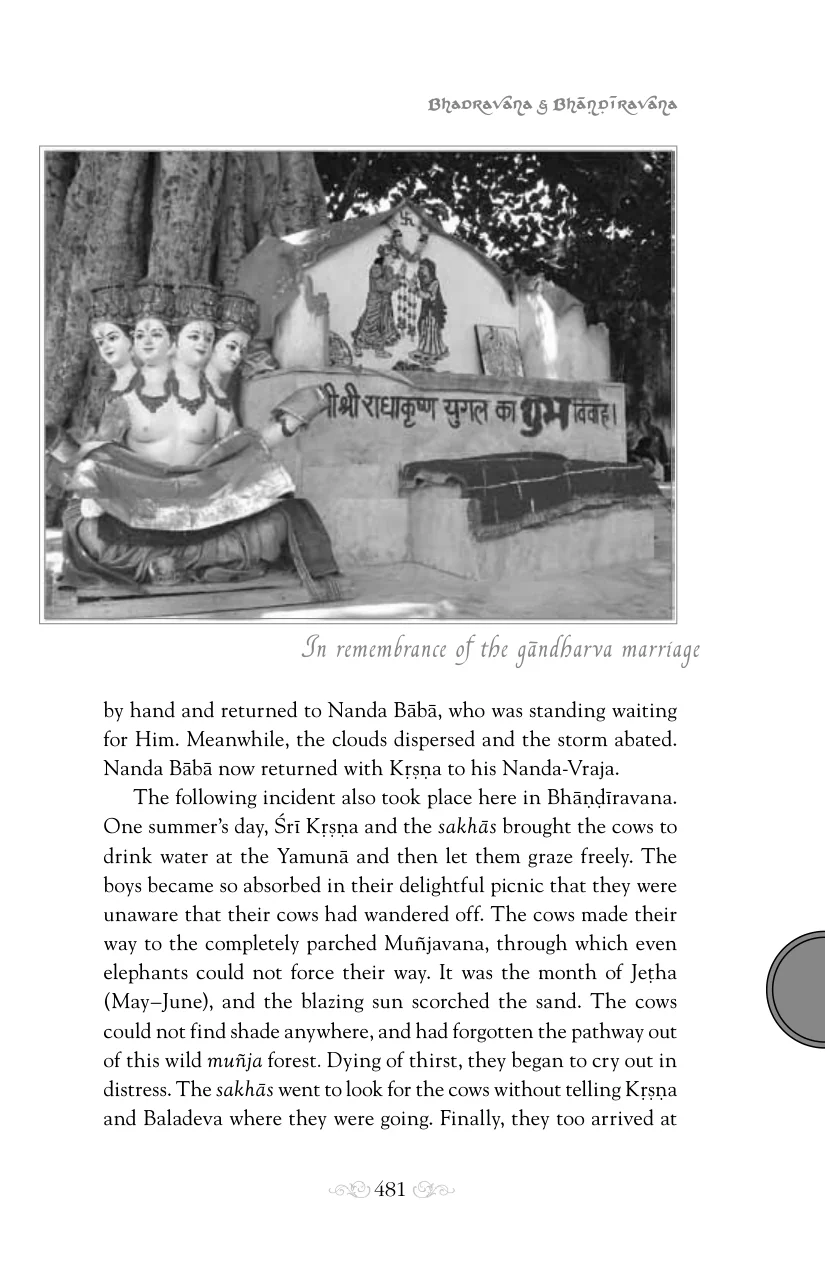 Bhadravana & Bhāṇḍīravana
श्रीश्री राधाकृष्ण युगल का शुभ विवाह।
In remembrance of the gāndharva marriage
by hand and returned to Nanda Bābā, who was standing waiting
for Him. Meanwhile, the clouds dispersed and the storm abated.
Nanda Bābā now returned with Kṛṣṇa to his Nanda-Vraja.
The following incident also took place here in Bhāṇḍīravana.
One summer’s day, Śrī Kṛṣṇa and the sakhās brought the cows to
drink water at the Yamunā and then let them graze freely. The
boys became so absorbed in their delightful picnic that they were
unaware that their cows had wandered off. The cows made their
way to the completely parched Muñjavana, through which even
elephants could not force their way. It was the month of Jeṭha
(May–June), and the blazing sun scorched the sand. The cows
could not find shade anywhere, and had forgotten the pathway out
of this wild muñja forest. Dying of thirst, they began to cry out in
distress. The sakhās went to look for the cows without telling Kṛṣṇa
and Baladeva where they were going. Finally, they too arrived at
481